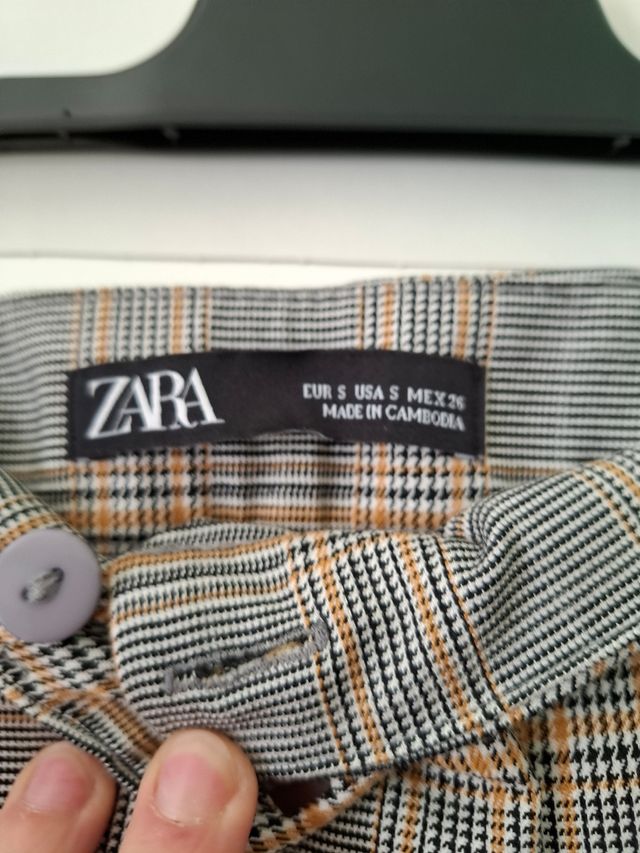 ZARA
EUR S USA S MEX 26
MADE IN CAMBODIA